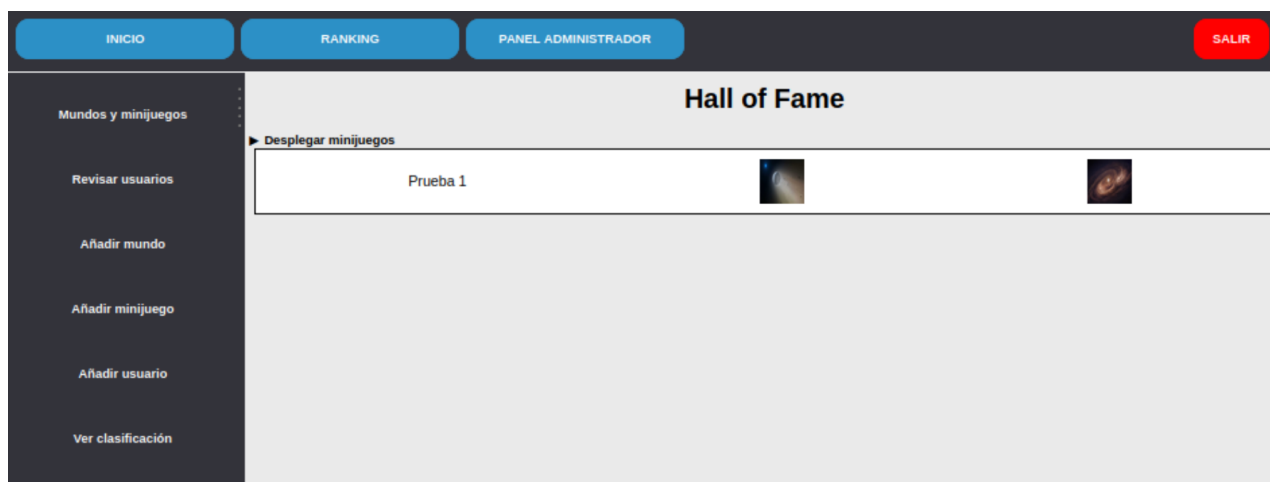 INICIO RANKING PANEL ADMINISTRADOR SALIR
Mundos y minijuegos
Revisar usuarios
Añadir mundo
Añadir minijuego
Añadir usuario
Ver clasificación
Hall of Fame
Desplegar minijuegos
Prueba 1